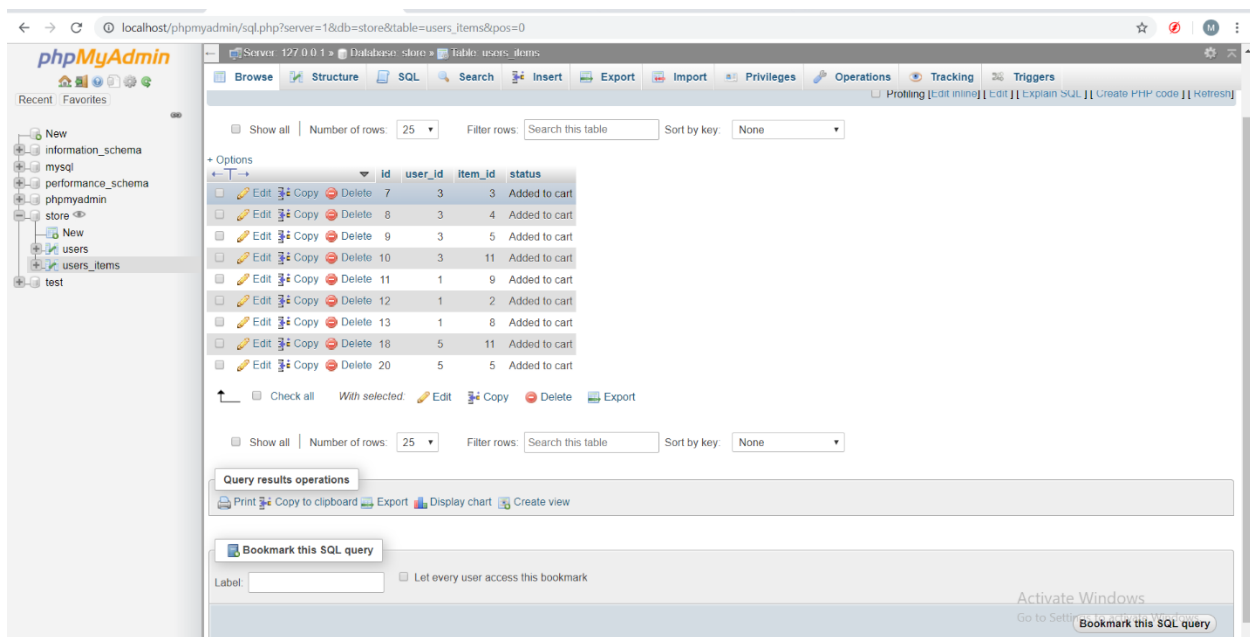 localhost/phpmyadmin/sql.php?server=1&db=store&table=users_items&pos=0
M
phpMyAdmin
Recent Favorites
New
information_schema
mysql
performance_schema
phpmyadmin
store
New
users
users_items
test
Server: 127.0.0.1 » Database: store » Table: users_items
Browse Structure SQL Search Insert Export Import Privileges Operations Tracking Triggers
Profiling [Edit inline] [ Edit ] [ Explain SQL ] [ Create PHP code ] [ Refresh]
Show all Number of rows: 25 Filter rows: Search this table Sort by key: None
+ Options
id user_id item_id status
Edit Copy Delete 7 3 3 Added to cart
Edit Copy Delete 8 3 4 Added to cart
Edit Copy Delete 9 3 5 Added to cart
Edit Copy Delete 10 3 11 Added to cart
Edit Copy Delete 11 1 9 Added to cart
Edit Copy Delete 12 1 2 Added to cart
Edit Copy Delete 13 1 8 Added to cart
Edit Copy Delete 18 5 11 Added to cart
Edit Copy Delete 20 5 5 Added to cart
Check all With selected: Edit Copy Delete Export
Show all Number of rows: 25 Filter rows: Search this table Sort by key: None
Query results operations
Print Copy to clipboard Export Display chart Create view
Bookmark this SQL query
Label: Let every user access this bookmark
Activate Windows
Go to
Bookmark this SQL query